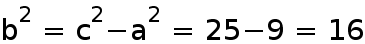 b² = c²−a² = 25−9 = 16